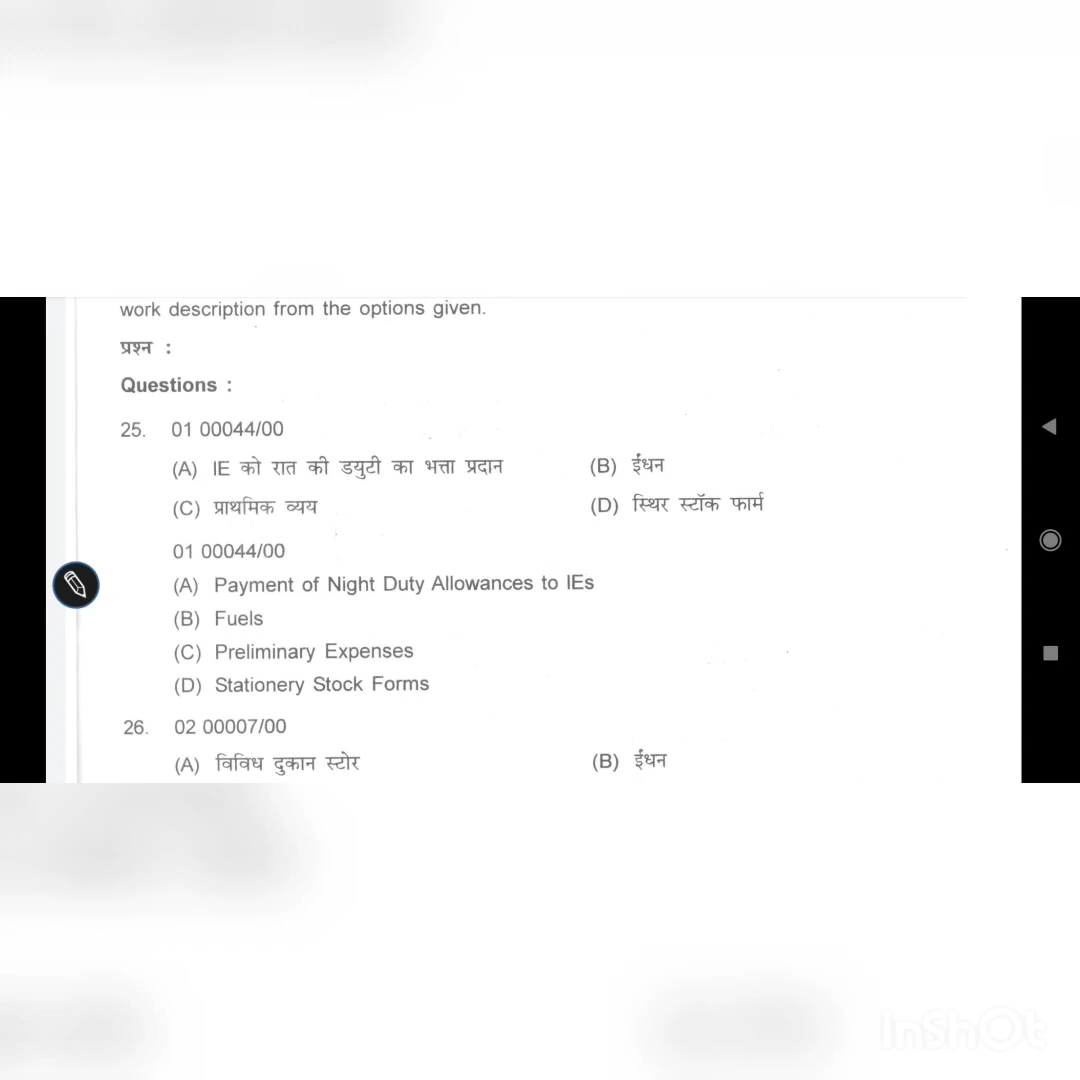 work description from the options given.
प्रश्न :
Questions :
25. 01 00044/00
(A) IE को रात की डयुटी का भत्ता प्रदान (B) ईंधन
(C) प्राथमिक व्यय (D) स्थिर स्टॉक फार्म
01 00044/00
(A) Payment of Night Duty Allowances to IEs
(B) Fuels
(C) Preliminary Expenses
(D) Stationery Stock Forms
26. 02 00007/00
(A) विविध दुकान स्टोर (B) ईंधन
InShOt